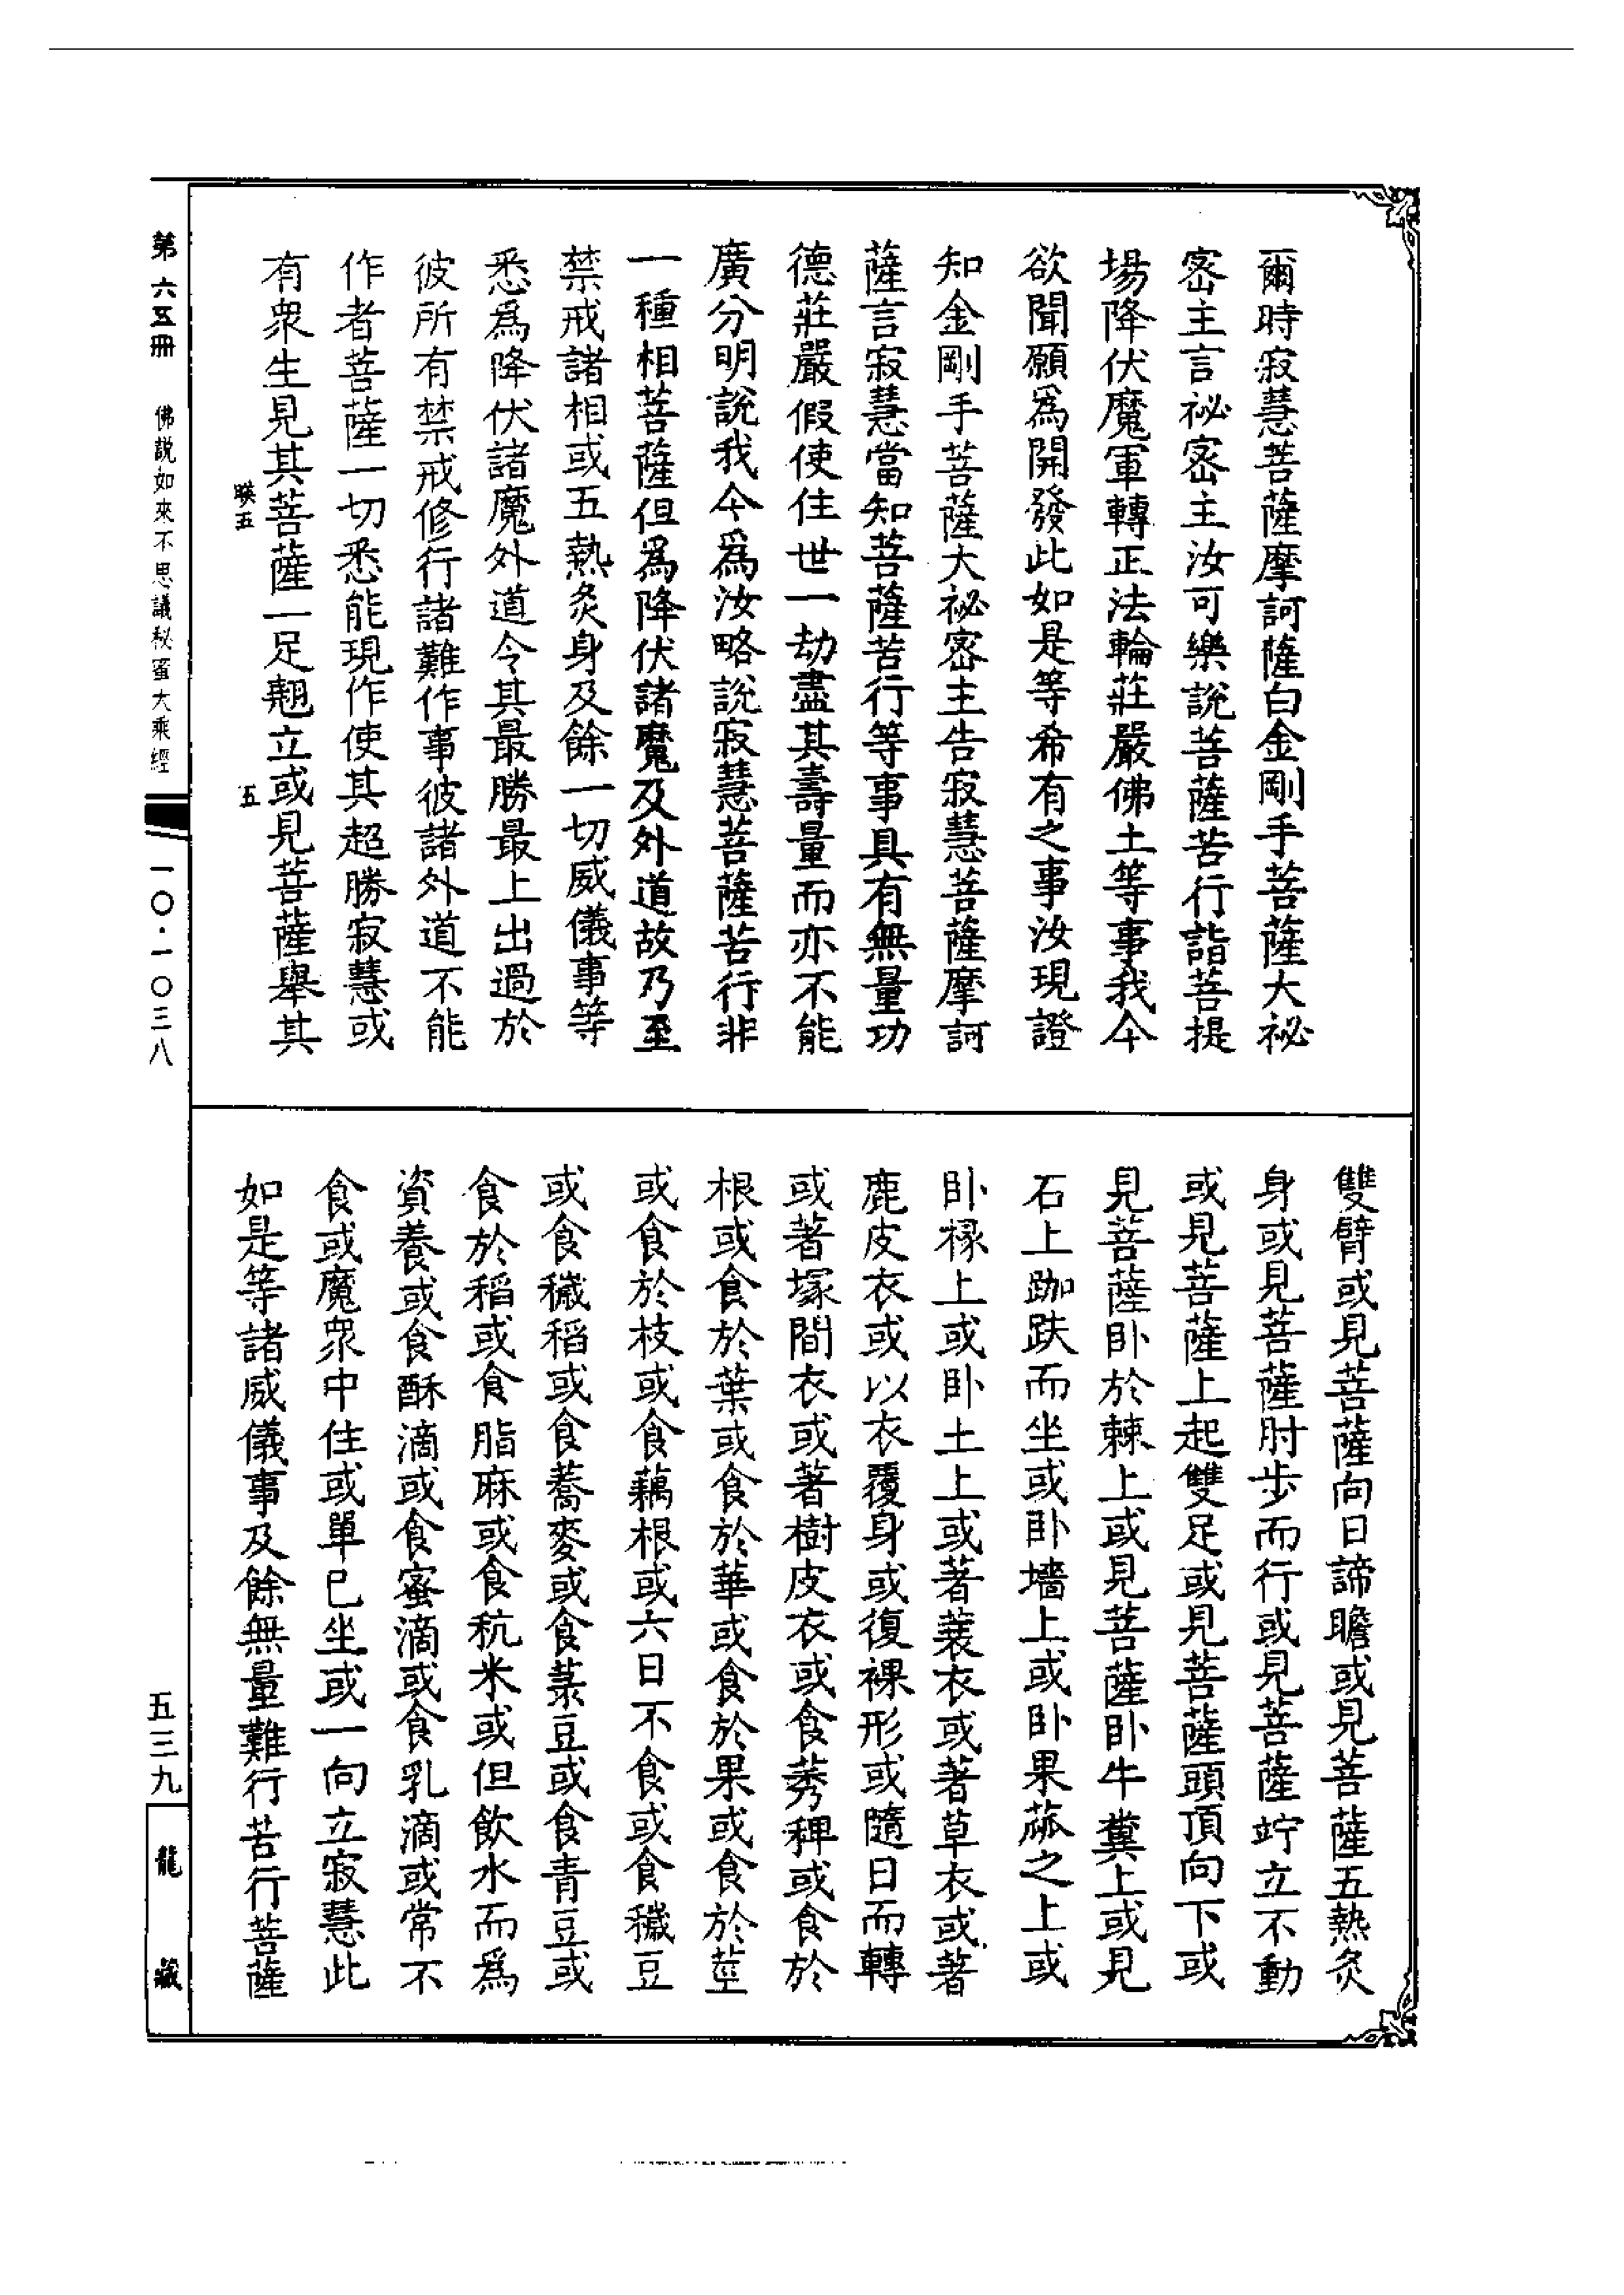 爾時寂慧菩薩摩訶薩白金剛手菩薩大祕
密主言祕密主汝可樂說菩薩苦行詣菩提
場降伏魔軍轉正法輪莊嚴佛土等事我今
欲聞願爲開發此如是等希有之事汝現證
知金剛手菩薩大祕密主告寂慧菩薩摩訶
薩言寂慧當知菩薩苦行等事具有無量功
德莊嚴假使住世一劫盡其壽量而亦不能
廣分明說我今爲汝略說寂慧菩薩苦行非
一種相菩薩但爲降伏諸魔及外道故乃至
禁戒諸相或五熱炙身及餘一切威儀事等
悉爲降伏諸魔外道令其最勝最上出過於
彼所有禁戒修行諸難作事彼諸外道不能
作者菩薩一切悉能現作使其超勝寂慧或
有衆生見其菩薩一足翹立或見菩薩舉其
五
雙臂或見菩薩向日諦瞻或見菩薩五熱炙
身或見菩薩肘步而行或見菩薩竚立不動
或見菩薩上起雙足或見菩薩頭頂向下或
見菩薩卧於棘上或見菩薩卧牛糞上或見
石上跏趺而坐或卧墻上或卧果蓏之上或
卧椽上或卧土上或著蓑衣或著草衣或著
鹿皮衣或以衣覆身或復裸形或隨日而轉
或著塚間衣或著樹皮衣或食莠稗或食於
根或食於葉或食於華或食於果或食於莖
或食於枝或食藕根或六日不食或食穢豆
或食穢稻或食蕎麥或食菉豆或食青豆或
食於稻或食脂麻或食秔米或但飲水而爲
資養或食酥滴或食蜜滴或食乳滴或常不
食或魔衆中住或單已坐或一向立寂慧此
如是等諸威儀事及餘無量難行苦行菩薩
第六五冊 佛説如來不思議秘蜜大乘經
一〇·一〇三八
五三九
龍藏